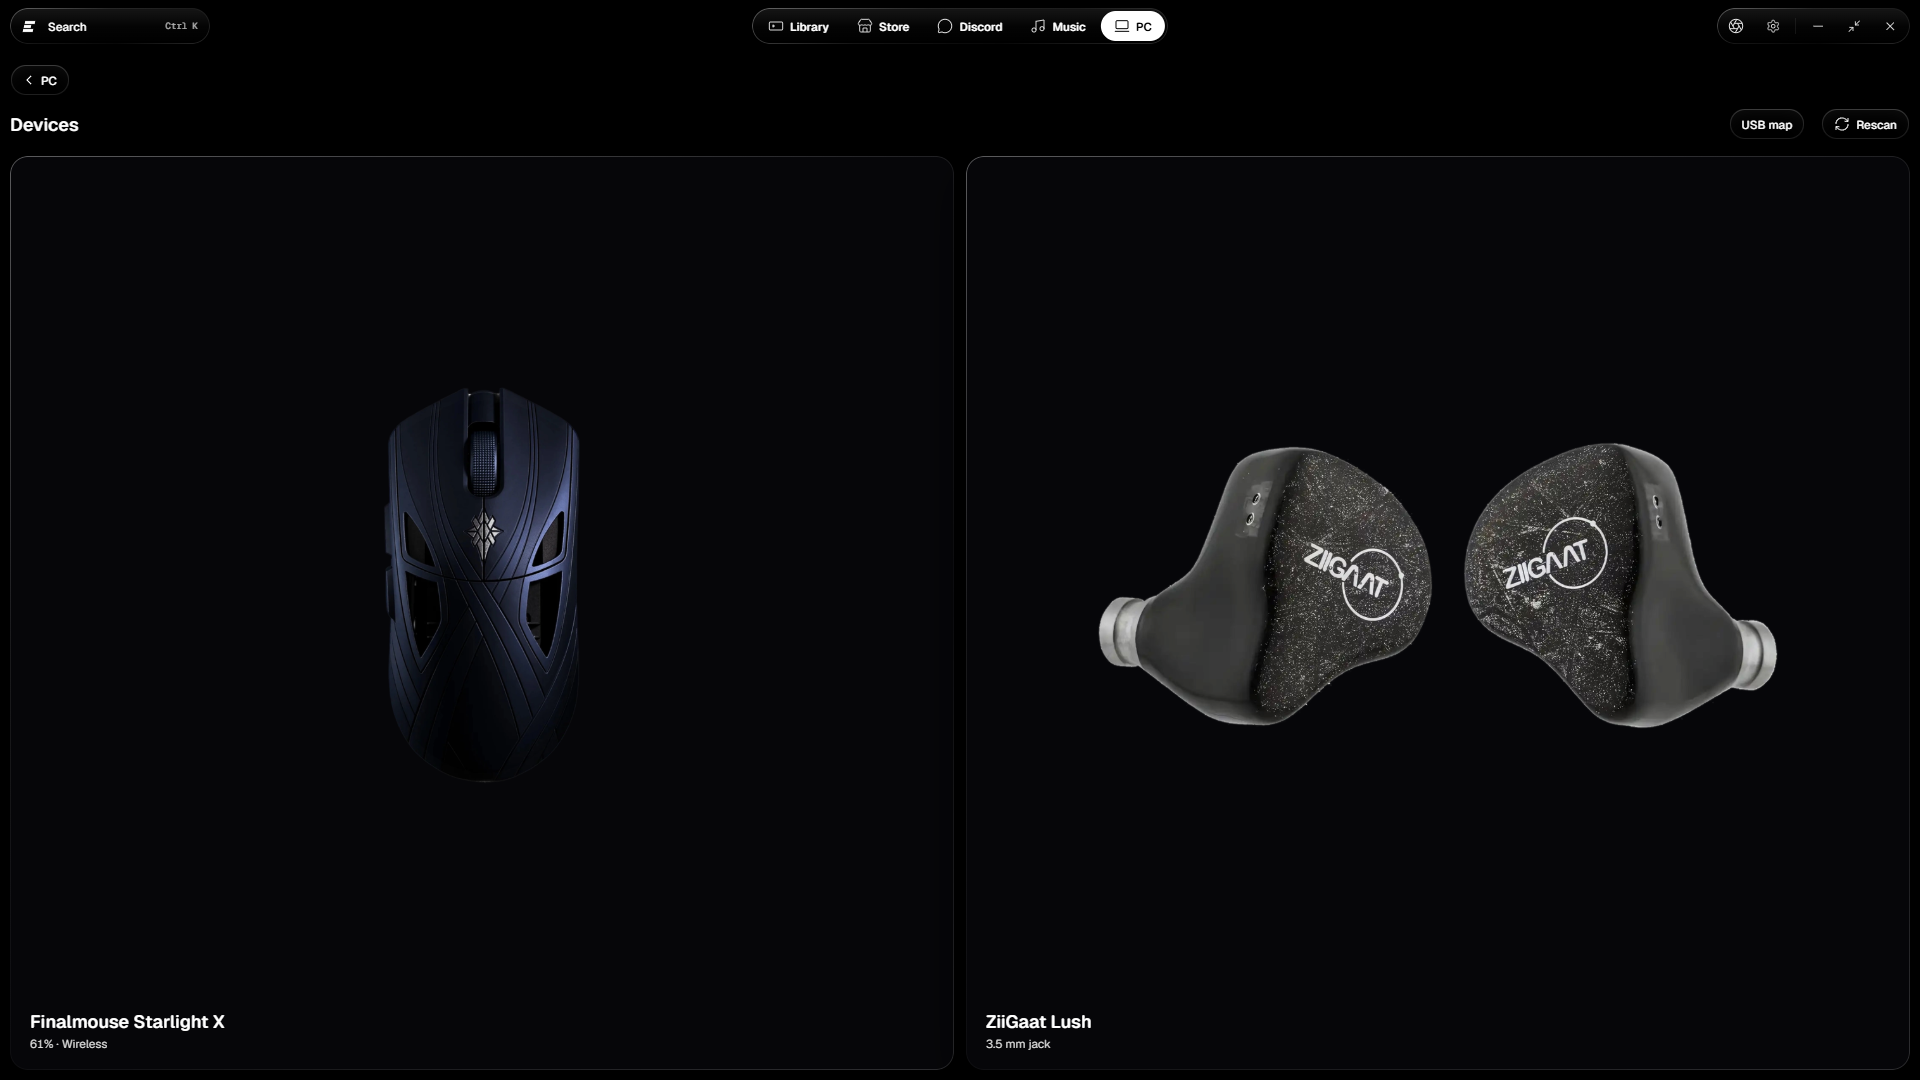 Search Ctrl K
Library Store Discord Music PC
PC
Devices
USB map Rescan
ZIIGAAT ZIIGAAT
Finalmouse Starlight X
61% · Wireless
ZiiGaat Lush
3.5 mm jack